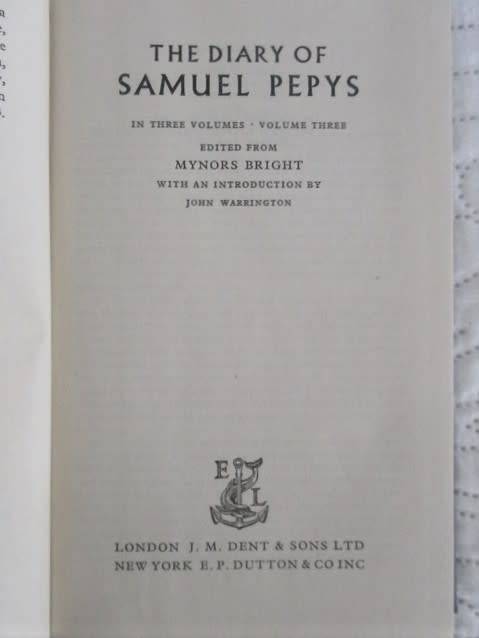 THE DIARY OF
SAMUEL PEPYS
IN THREE VOLUMES · VOLUME THREE
EDITED FROM
MYNORS BRIGHT
WITH AN INTRODUCTION BY
JOHN WARRINGTON
E L
LONDON J. M. DENT & SONS LTD
NEW YORK E. P. DUTTON & CO INC